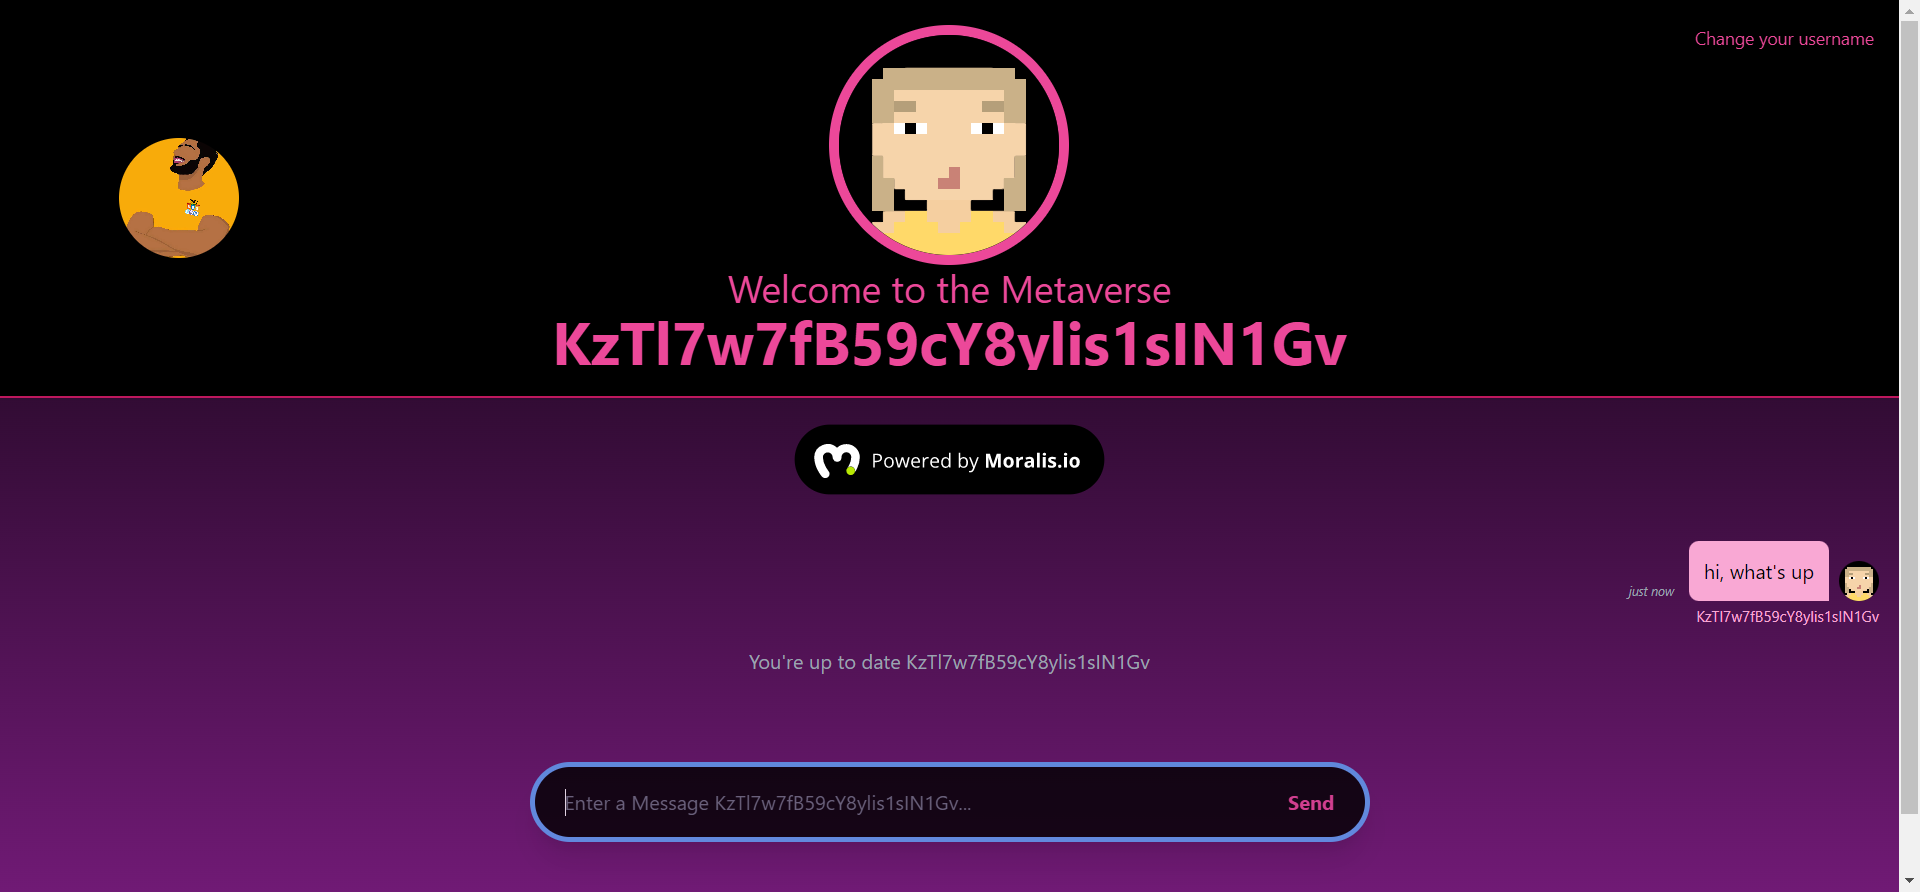 Change your username
Welcome to the Metaverse
KzTl7w7fB59cY8ylis1sIN1Gv
Powered by Moralis.io
hi, what's up
just now
KzTl7w7fB59cY8ylis1sIN1Gv
You're up to date KzTl7w7fB59cY8ylis1sIN1Gv
Enter a Message KzTl7w7fB59cY8ylis1sIN1Gv...
Send